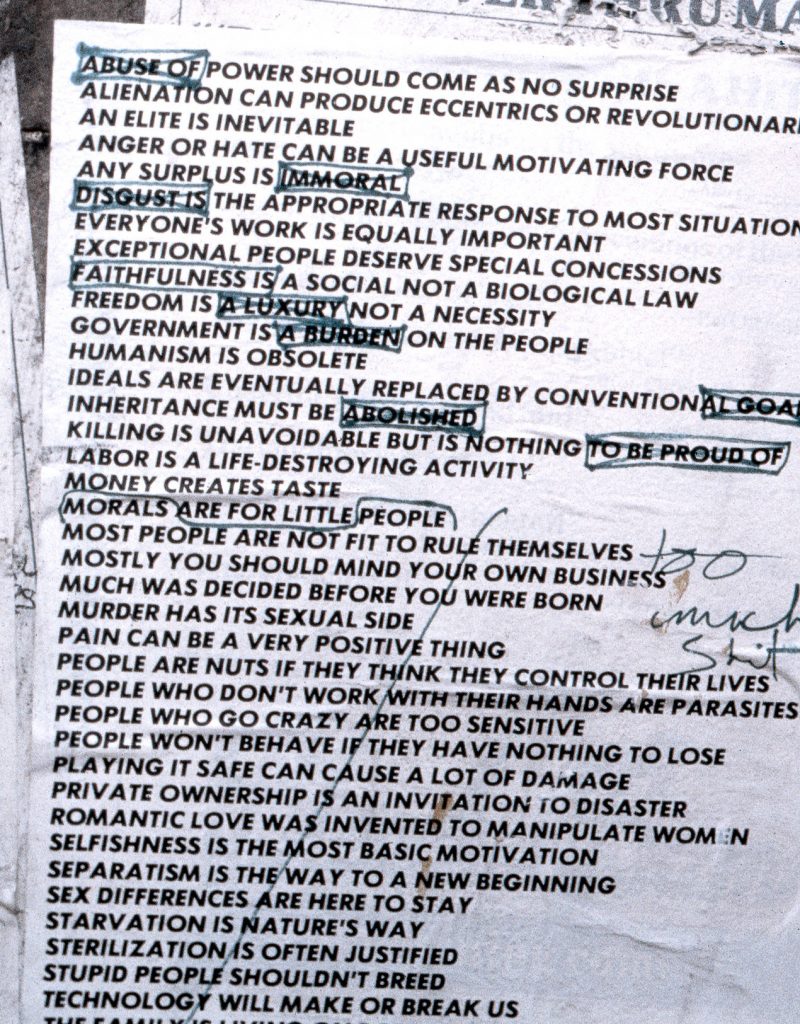 THRU MA
ABUSE OF POWER SHOULD COME AS NO SURPRISE
ALIENATION CAN PRODUCE ECCENTRICS OR REVOLUTIONARI
AN ELITE IS INEVITABLE
ANGER OR HATE CAN BE A USEFUL MOTIVATING FORCE
ANY SURPLUS IS IMMORAL
DISGUST IS THE APPROPRIATE RESPONSE TO MOST SITUATION
EVERYONE'S WORK IS EQUALLY IMPORTANT
EXCEPTIONAL PEOPLE DESERVE SPECIAL CONCESSIONS
FAITHFULNESS IS A SOCIAL NOT A BIOLOGICAL LAW
FREEDOM IS A LUXURY NOT A NECESSITY
GOVERNMENT IS A BURDEN ON THE PEOPLE
HUMANISM IS OBSOLETE
IDEALS ARE EVENTUALLY REPLACED BY CONVENTIONAL GOA
INHERITANCE MUST BE ABOLISHED
KILLING IS UNAVOIDABLE BUT IS NOTHING TO BE PROUD OF
LABOR IS A LIFE-DESTROYING ACTIVITY
MONEY CREATES TASTE
MORALS ARE FOR LITTLE PEOPLE
MOST PEOPLE ARE NOT FIT TO RULE THEMSELVES
too
MOSTLY YOU SHOULD MIND YOUR OWN BUSINESS
MUCH WAS DECIDED BEFORE YOU WERE BORN
much
MURDER HAS ITS SEXUAL SIDE
PAIN CAN BE A VERY POSITIVE THING
Shit
PEOPLE ARE NUTS IF THEY THINK THEY CONTROL THEIR LIVES
PEOPLE WHO DON'T WORK WITH THEIR HANDS ARE PARASITES
PEOPLE WHO GO CRAZY ARE TOO SENSITIVE
PEOPLE WON'T BEHAVE IF THEY HAVE NOTHING TO LOSE
PLAYING IT SAFE CAN CAUSE A LOT OF DAMAGE
PRIVATE OWNERSHIP IS AN INVITATION TO DISASTER
ROMANTIC LOVE WAS INVENTED TO MANIPULATE WOMEN
SELFISHNESS IS THE MOST BASIC MOTIVATION
SEPARATISM IS THE WAY TO A NEW BEGINNING
SEX DIFFERENCES ARE HERE TO STAY
STARVATION IS NATURE'S WAY
STERILIZATION IS OFTEN JUSTIFIED
STUPID PEOPLE SHOULDN'T BREED
TECHNOLOGY WILL MAKE OR BREAK US
THE FAMILY IS LIVING ON